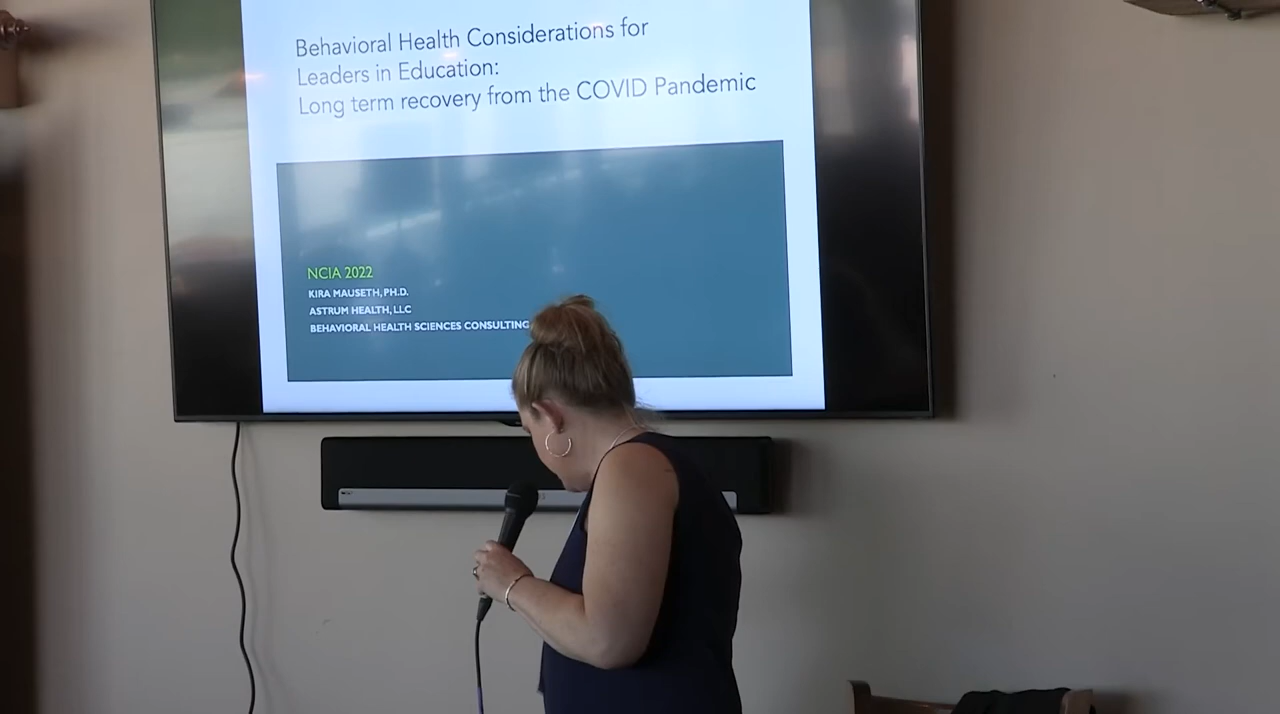 Behavioral Health Considerations for
Leaders in Education:
Long term recovery from the COVID Pandemic
NCIA 2022
KIRA MAUSETH, PH.D.
ASTRUM HEALTH, LLC
BEHAVIORAL HEALTH SCIENCES CONSULTING